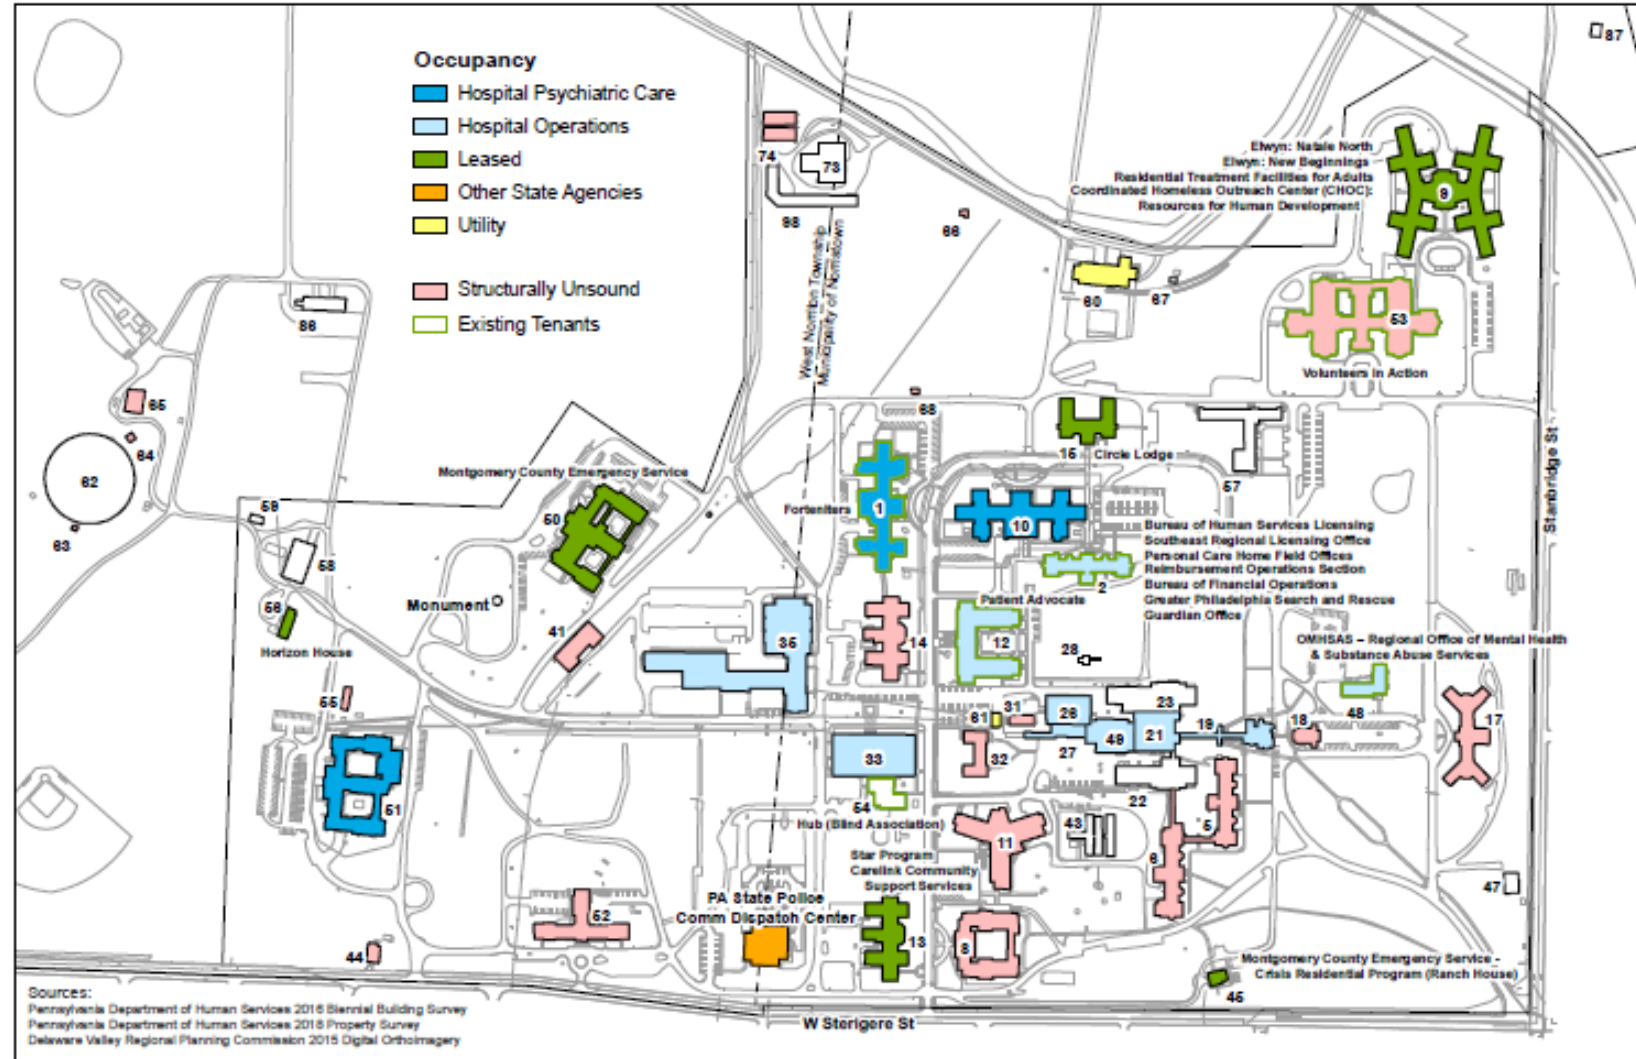 Occupancy
Hospital Psychiatric Care
Hospital Operations
Leased
Other State Agencies
Utility
Structurally Unsound
Existing Tenants
87
74
73
98
66
West Norriton Township
Municipality of Norristown
Elwyn: Natale North
Elwyn: New Beginnings
Residential Treatment Facilities for Adults
Coordinated Homeless Outreach Center (CHOC):
Resources for Human Development
9
60
67
53
Volunteers In Action
86
65
64
62
63
68
15
Circle Lodge
57
Stanbridge St
Montgomery County Emergency Service
50
59
58
56
Horizon House
Monument
41
55
51
Forteniters
1
10
2
Bureau of Human Services Licensing
Southeast Regional Licensing Office
Personal Care Home Field Offices
Reimbursement Operations Section
Bureau of Financial Operations
Greater Philadelphia Search and Rescue
Guardian Office
Patient Advocate
12
14
35
28
OMHSAS – Regional Office of Mental Health
& Substance Abuse Services
48
17
18
19
23
21
49
26
27
31
61
32
33
54
Hub (Blind Association)
22
43
5
6
11
Star Program
Carelink Community
Support Services
13
8
PA State Police
Comm Dispatch Center
52
44
47
Montgomery County Emergency Service -
Crisis Residential Program (Ranch House)
45
W Sterigere St
Sources:
Pennsylvania Department of Human Services 2016 Biennial Building Survey
Pennsylvania Department of Human Services 2018 Property Survey
Delaware Valley Regional Planning Commission 2015 Digital Orthoimagery